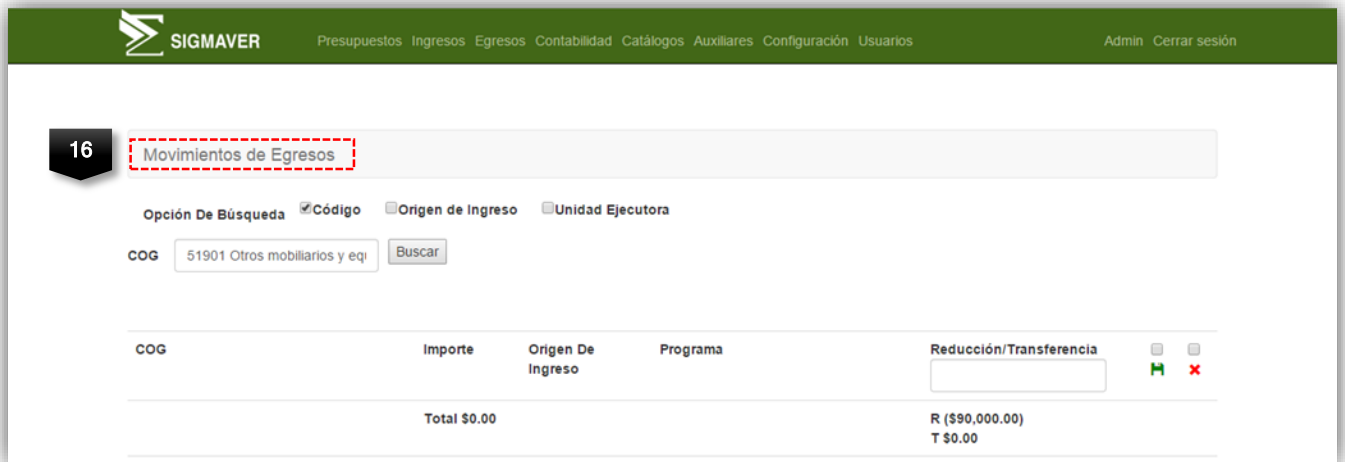 SIGMAVER Presupuestos Ingresos Egresos Contabilidad Catálogos Auxiliares Configuración Usuarios Admin Cerrar sesión
16 Movimientos de Egresos
Opción De Búsqueda Código Origen de Ingreso Unidad Ejecutora
COG 51901 Otros mobiliarios y equ Buscar
COG Importe Origen De Programa Reducción/Transferencia
Ingreso
Total $0.00 R ($90,000.00)
T $0.00